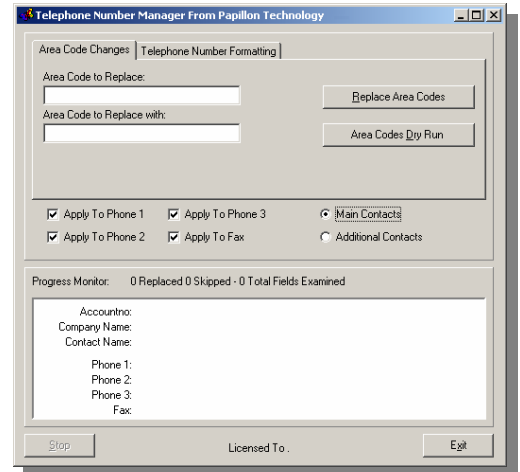 Telephone Number Manager From Papillon Technology
Area Code Changes Telephone Number Formatting
Area Code to Replace:
Replace Area Codes
Area Code to Replace with:
Area Codes Dry Run
Apply To Phone 1 Apply To Phone 3 Main Contacts
Apply To Phone 2 Apply To Fax Additional Contacts
Progress Monitor: 0 Replaced 0 Skipped - 0 Total Fields Examined
Accountno:
Company Name:
Contact Name:
Phone 1:
Phone 2:
Phone 3:
Fax:
Stop Licensed To . Exit